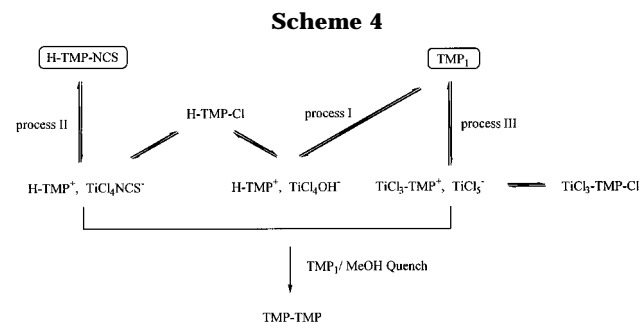 Scheme 4
H-TMP-NCS
TMP₁
H-TMP-Cl
process I
process II
process III
H-TMP⁺, TiCl₄NCS⁻
H-TMP⁺, TiCl₄OH⁻
TiCl₃-TMP⁺, TiCl₅⁻
TiCl₃-TMP-Cl
TMP₁/ MeOH Quench
TMP-TMP